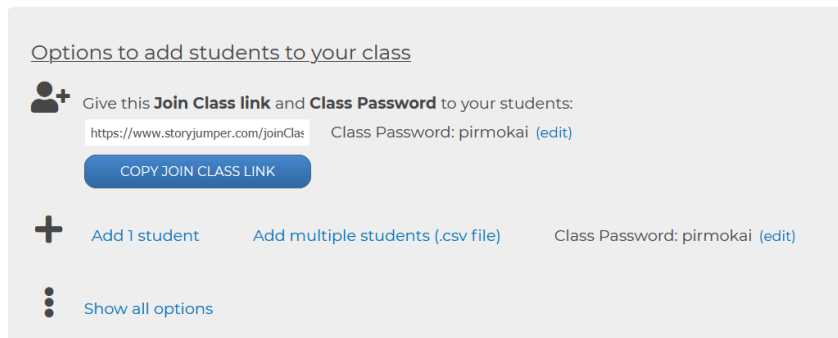 Options to add students to your class
Give this Join Class link and Class Password to your students:
https://www.storyjumper.com/joinClas Class Password: pirmokai (edit)
COPY JOIN CLASS LINK
Add 1 student Add multiple students (.csv file) Class Password: pirmokai (edit)
Show all options